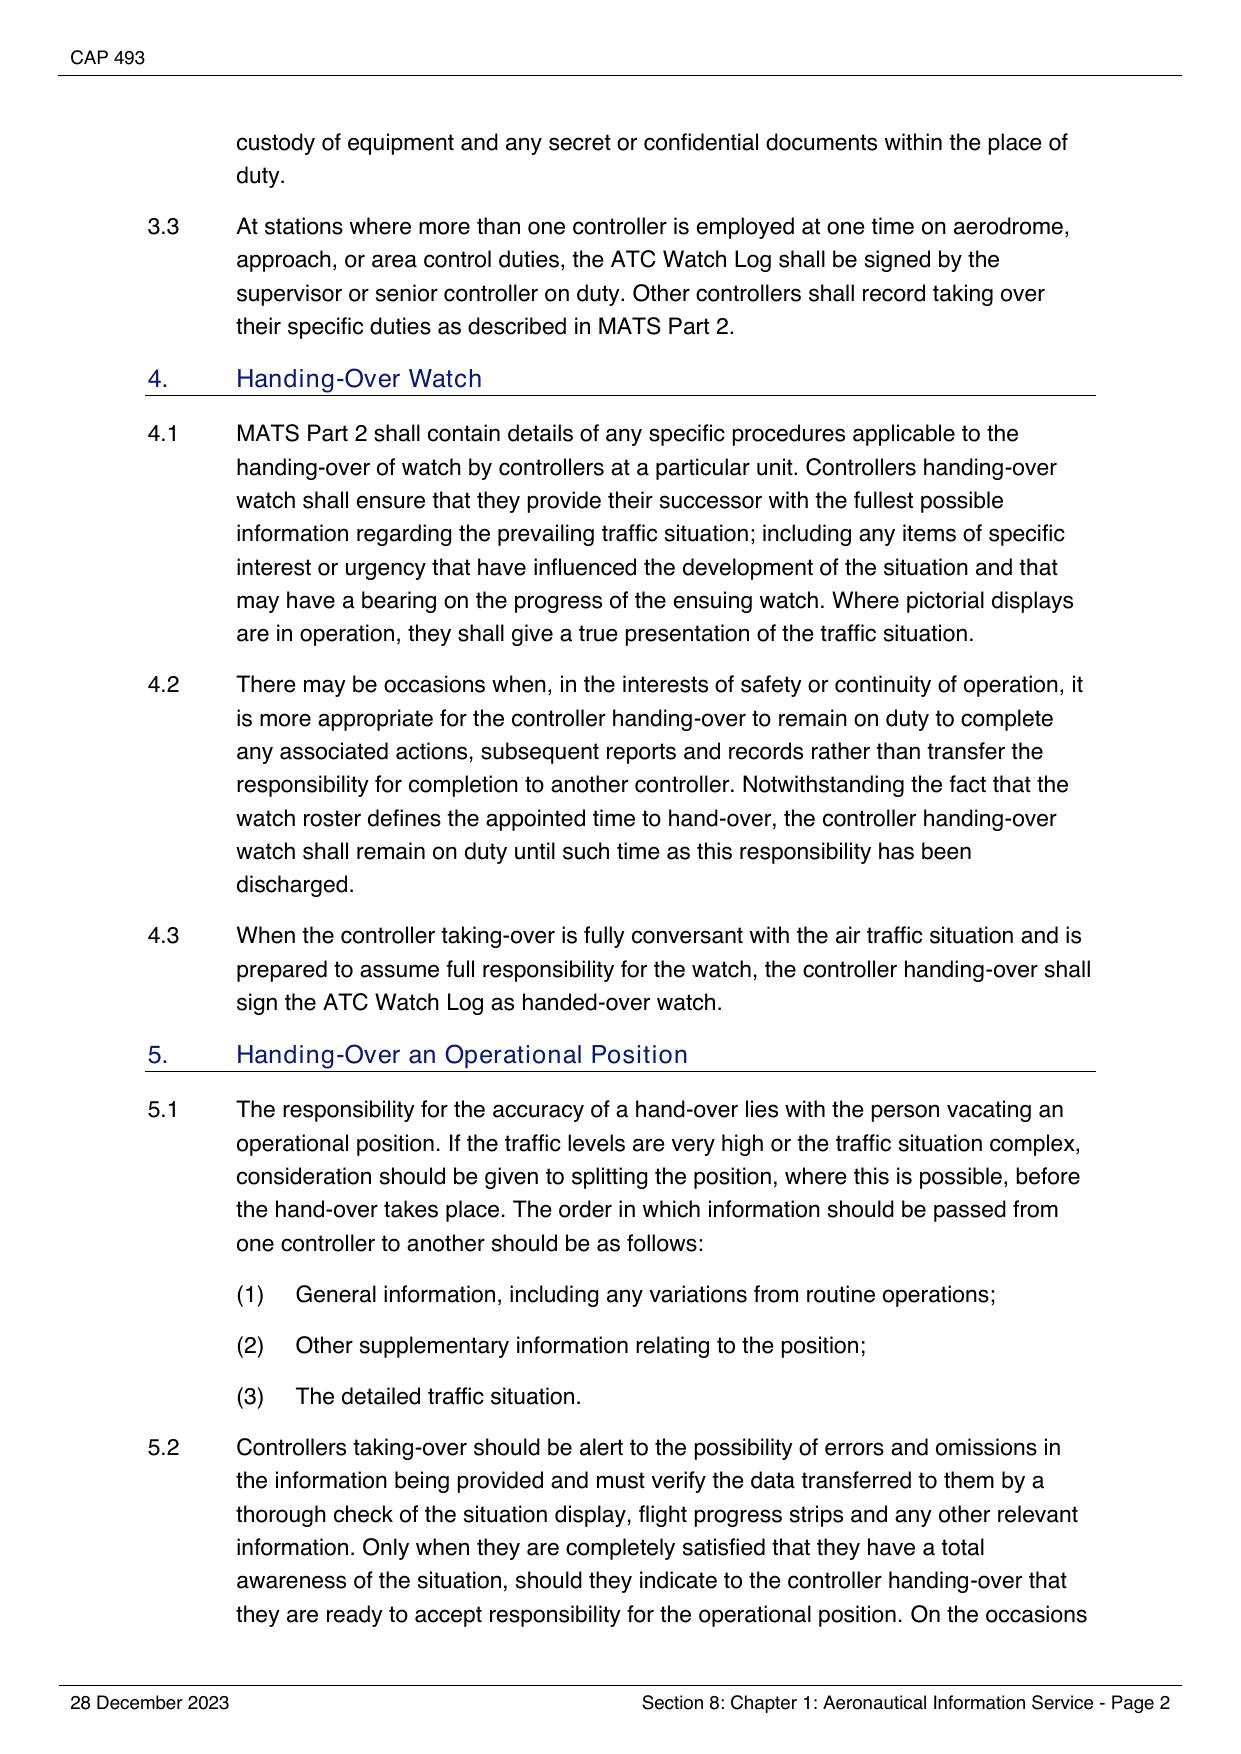 CAP 493
custody of equipment and any secret or confidential documents within the place of
duty.
3.3 At stations where more than one controller is employed at one time on aerodrome,
approach, or area control duties, the ATC Watch Log shall be signed by the
supervisor or senior controller on duty. Other controllers shall record taking over
their specific duties as described in MATS Part 2.
4. Handing-Over Watch
4.1 MATS Part 2 shall contain details of any specific procedures applicable to the
handing-over of watch by controllers at a particular unit. Controllers handing-over
watch shall ensure that they provide their successor with the fullest possible
information regarding the prevailing traffic situation; including any items of specific
interest or urgency that have influenced the development of the situation and that
may have a bearing on the progress of the ensuing watch. Where pictorial displays
are in operation, they shall give a true presentation of the traffic situation.
4.2 There may be occasions when, in the interests of safety or continuity of operation, it
is more appropriate for the controller handing-over to remain on duty to complete
any associated actions, subsequent reports and records rather than transfer the
responsibility for completion to another controller. Notwithstanding the fact that the
watch roster defines the appointed time to hand-over, the controller handing-over
watch shall remain on duty until such time as this responsibility has been
discharged.
4.3 When the controller taking-over is fully conversant with the air traffic situation and is
prepared to assume full responsibility for the watch, the controller handing-over shall
sign the ATC Watch Log as handed-over watch.
5. Handing-Over an Operational Position
5.1 The responsibility for the accuracy of a hand-over lies with the person vacating an
operational position. If the traffic levels are very high or the traffic situation complex,
consideration should be given to splitting the position, where this is possible, before
the hand-over takes place. The order in which information should be passed from
one controller to another should be as follows:
(1) General information, including any variations from routine operations;
(2) Other supplementary information relating to the position;
(3) The detailed traffic situation.
5.2 Controllers taking-over should be alert to the possibility of errors and omissions in
the information being provided and must verify the data transferred to them by a
thorough check of the situation display, flight progress strips and any other relevant
information. Only when they are completely satisfied that they have a total
awareness of the situation, should they indicate to the controller handing-over that
they are ready to accept responsibility for the operational position. On the occasions
28 December 2023 Section 8: Chapter 1: Aeronautical Information Service - Page 2